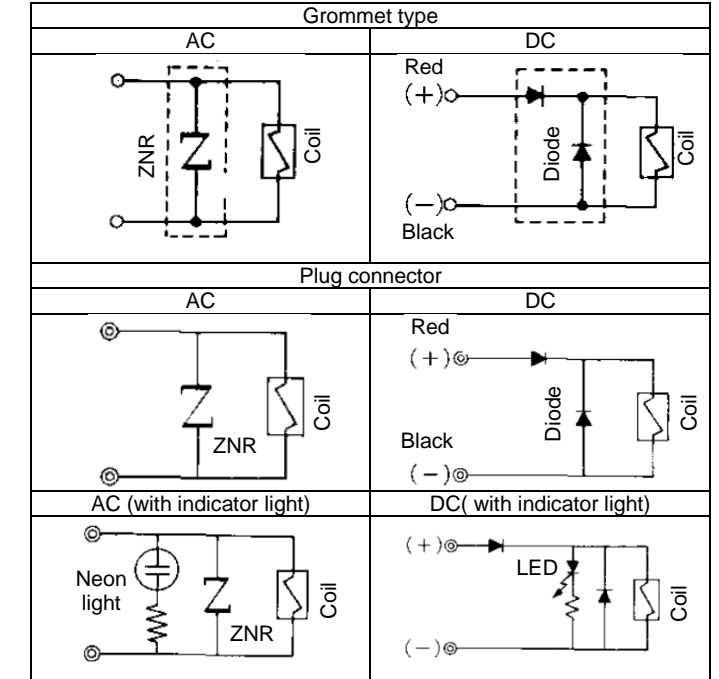 Grommet type
AC
DC
ZNR
Coil
Red
(+)
Diode
Coil
(−)
Black
Plug connector
AC
DC
ZNR
Coil
Red
(+)
Diode
Coil
Black
(−)
AC (with indicator light)
DC( with indicator light)
Neon
light
ZNR
Coil
(+)
LED
Coil
(−)